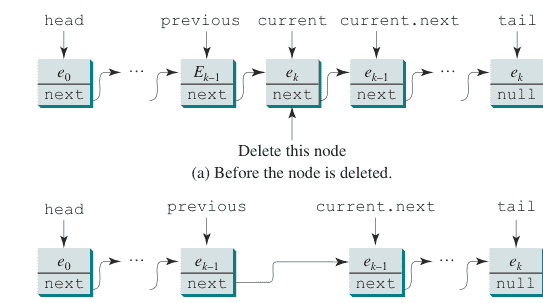 head previous current current.next tail
e0 ... Ek–1 ek ek–1 ... ek
next next next next null
Delete this node
(a) Before the node is deleted.
head previous current.next tail
e0 ... ek–1 ek–1 ... ek
next next next null